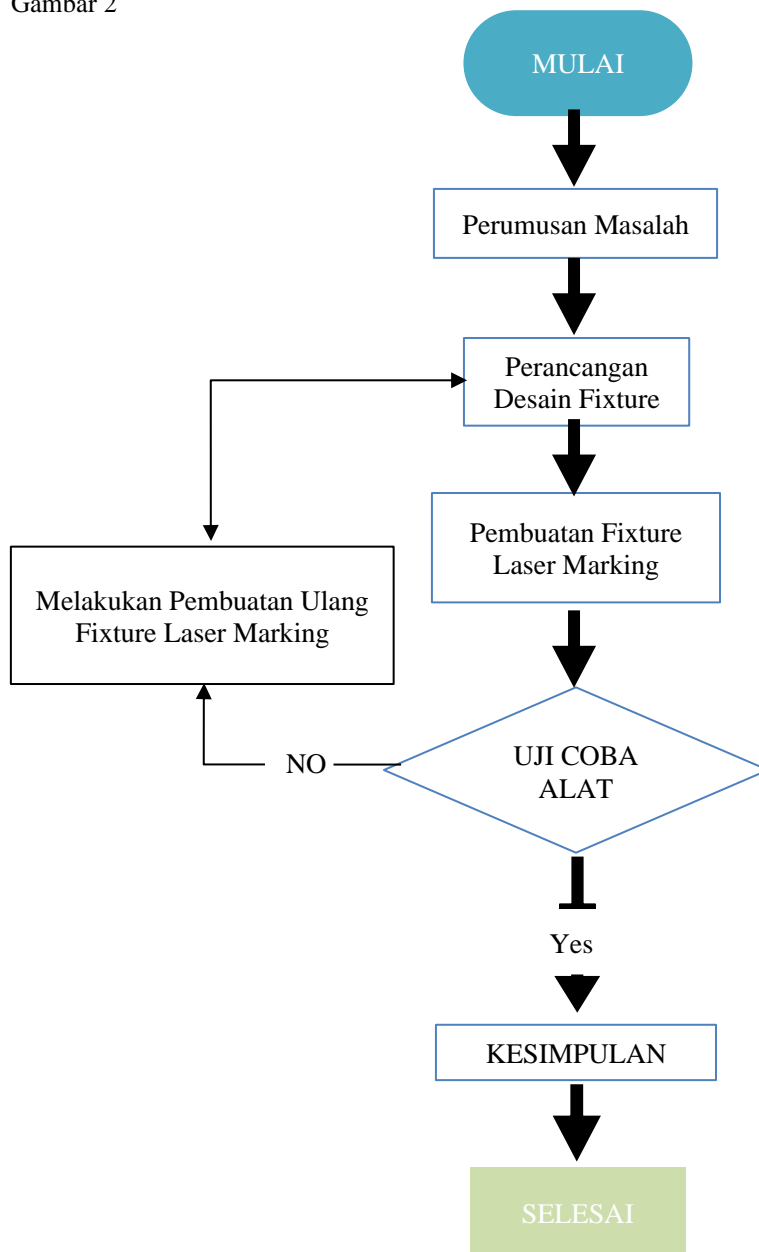 Gambar 2
MULAI
Perumusan Masalah
Perancangan
Desain Fixture
Pembuatan Fixture
Laser Marking
Melakukan Pembuatan Ulang
Fixture Laser Marking
UJI COBA
ALAT
NO
Yes
KESIMPULAN
SELESAI